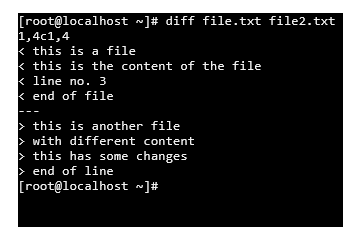 [root@localhost ~]# diff file.txt file2.txt
1,4c1,4
< this is a file
< this is the content of the file
< line no. 3
< end of file
---
> this is another file
> with different content
> this has some changes
> end of line
[root@localhost ~]#